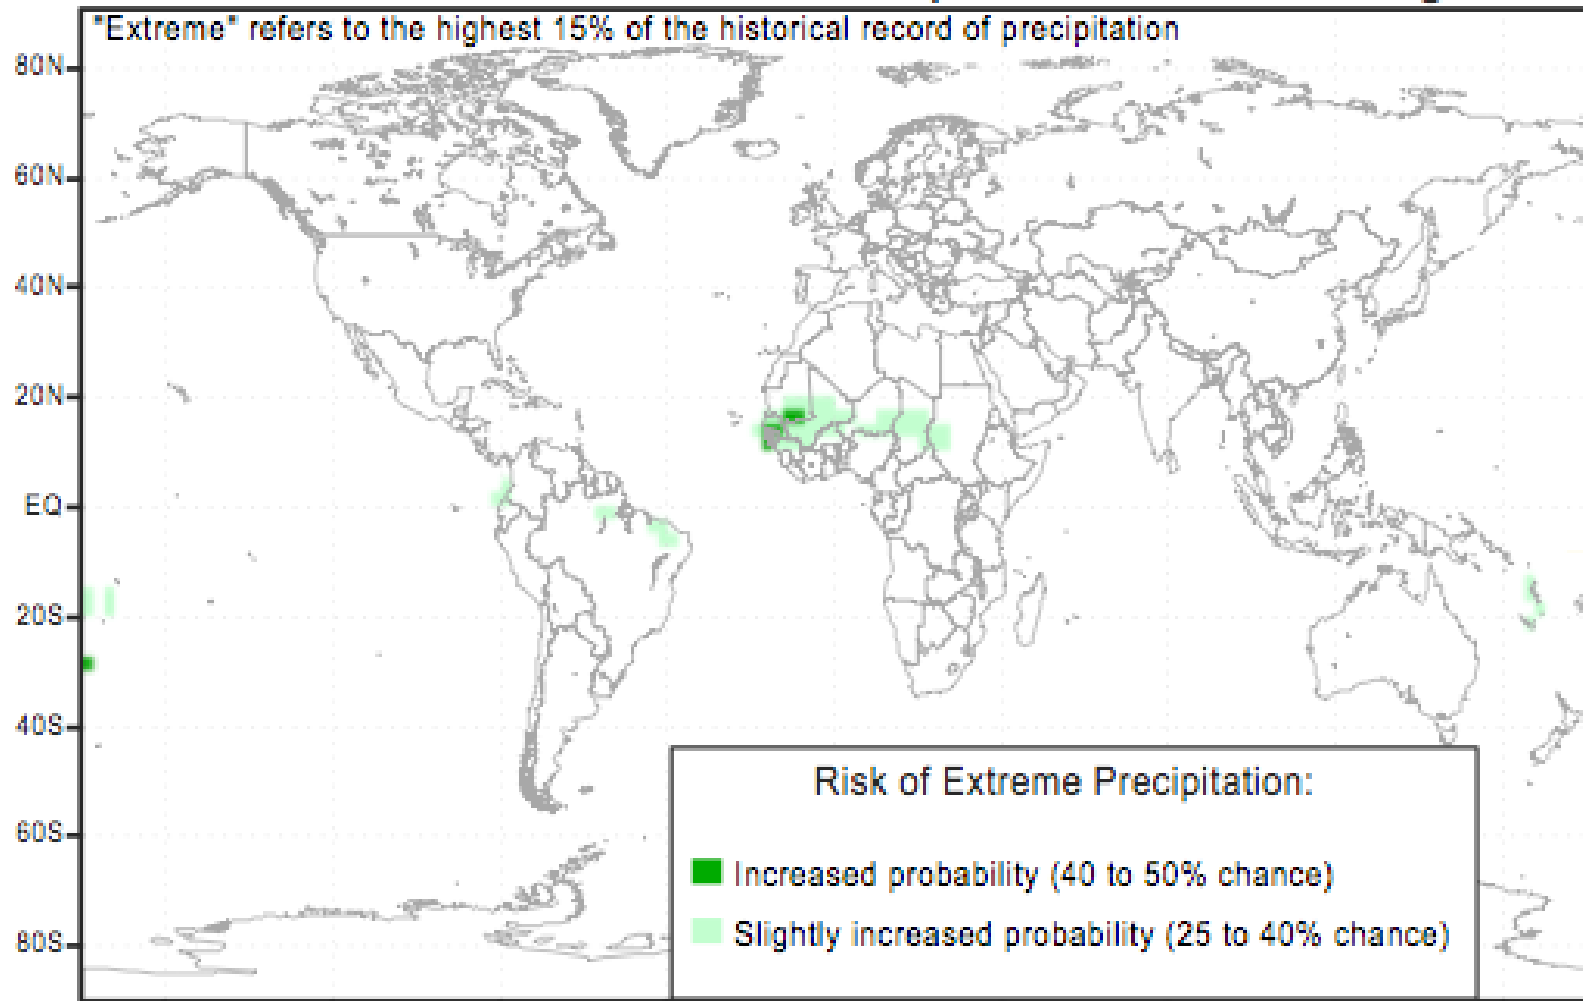 "Extreme" refers to the highest 15% of the historical record of precipitation
80N
60N
40N
20N
EQ
20S
40S
60S
80S
Risk of Extreme Precipitation:
Increased probability (40 to 50% chance)
Slightly increased probability (25 to 40% chance)